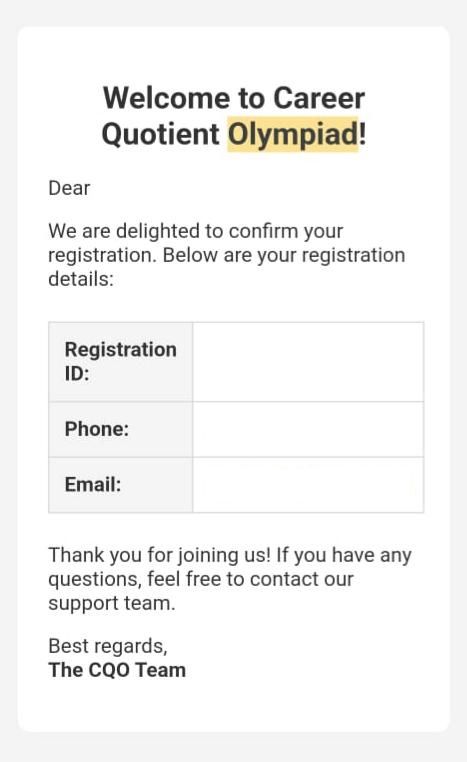 Welcome to Career
Quotient Olympiad!
Dear
We are delighted to confirm your
registration. Below are your registration
details:
Registration
ID:
Phone:
Email:
Thank you for joining us! If you have any
questions, feel free to contact our
support team.
Best regards,
The CQO Team